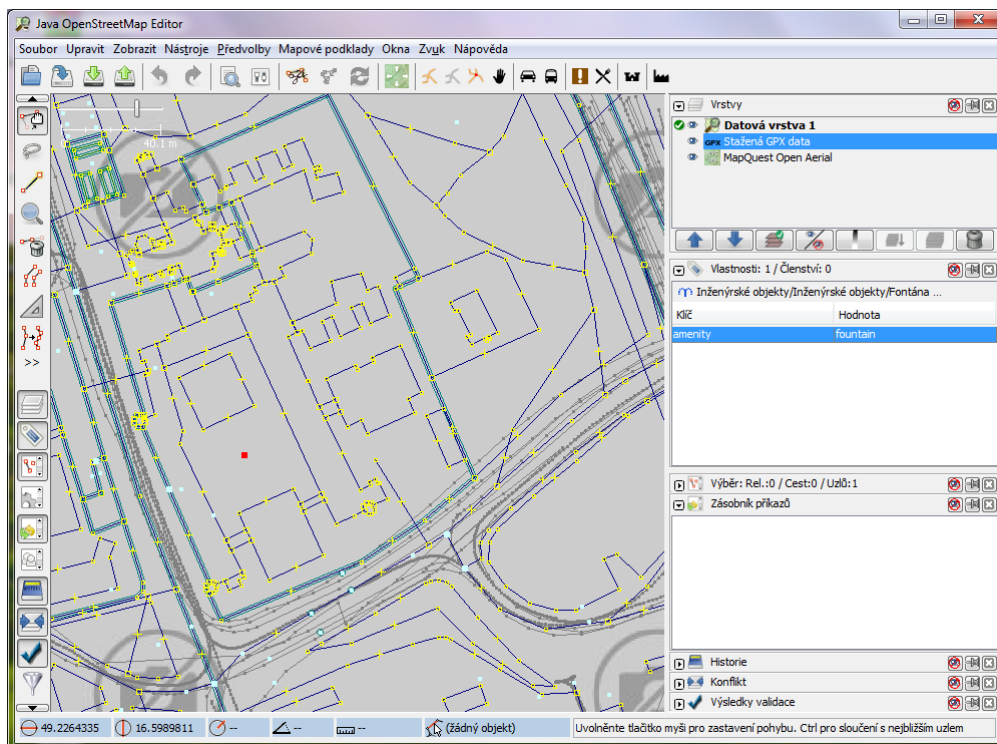 Java OpenStreetMap Editor
Soubor Upravit Zobrazit Nástroje Předvolby Mapové podklady Okna Zvuk Nápověda
40.1 m
>>
Vrstvy
Datová vrstva 1
GPX Stažená GPX data
MapQuest Open Aerial
Vlastnosti: 1 / Členství: 0
Inženýrské objekty/Inženýrské objekty/Fontána ...
Klíč Hodnota
amenity fountain
Výběr: Rel.:0 / Cest:0 / Uzlů:1
Zásobník příkazů
Historie
Konflikt
Výsledky validace
49.2264335 16.5989811 -- -- -- (žádný objekt) Uvolněte tlačítko myši pro zastavení pohybu. Ctrl pro sloučení s nejbližším uzlem